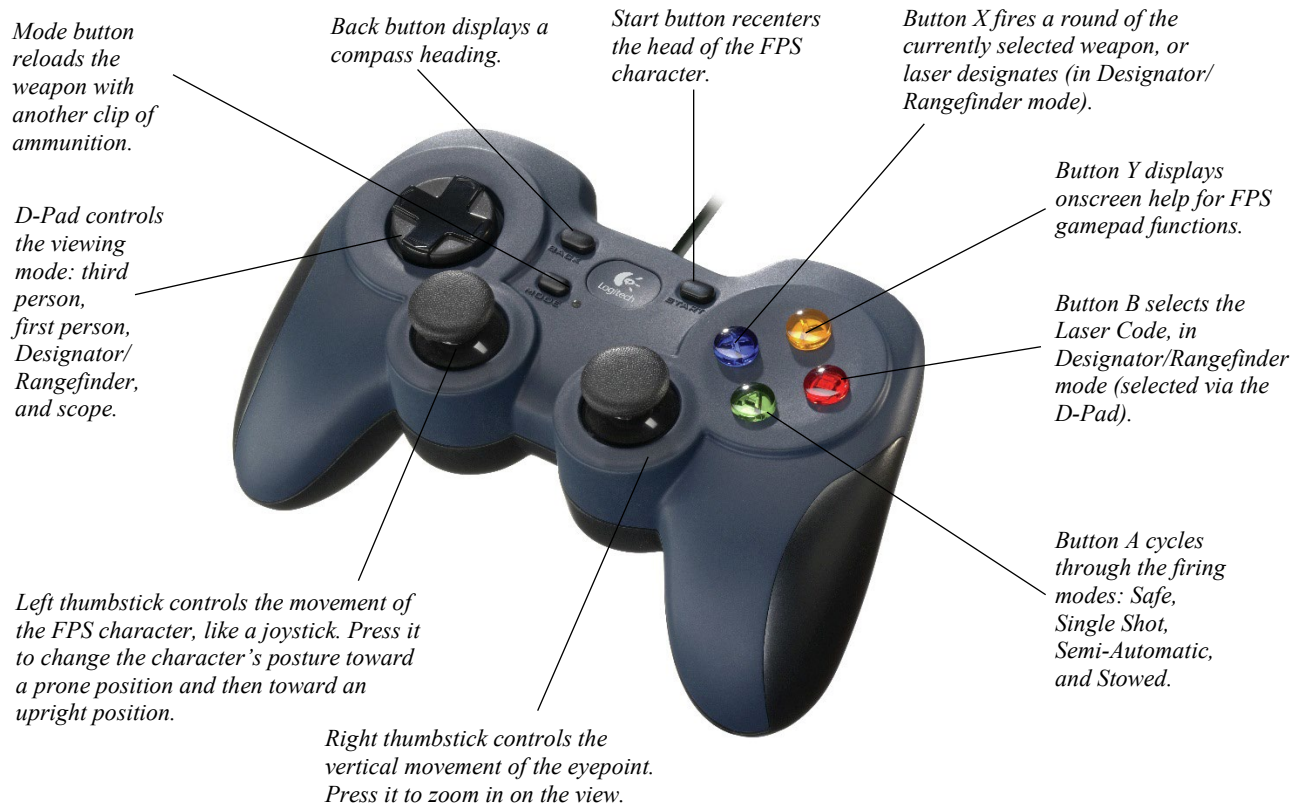 Mode button
reloads the
weapon with
another clip of
ammunition.
Back button displays a
compass heading.
Start button recenters
the head of the FPS
character.
Button X fires a round of the
currently selected weapon, or
laser designates (in Designator/
Rangefinder mode).
D-Pad controls
the viewing
mode: third
person,
first person,
Designator/
Rangefinder,
and scope.
Button Y displays
onscreen help for FPS
gamepad functions.
Button B selects the
Laser Code, in
Designator/Rangefinder
mode (selected via the
D-Pad).
BACK
MODE
Logitech
START
X
Y
B
A
Button A cycles
through the firing
modes: Safe,
Single Shot,
Semi-Automatic,
and Stowed.
Left thumbstick controls the movement of
the FPS character, like a joystick. Press it
to change the character’s posture toward
a prone position and then toward an
upright position.
Right thumbstick controls the
vertical movement of the eyepoint.
Press it to zoom in on the view.